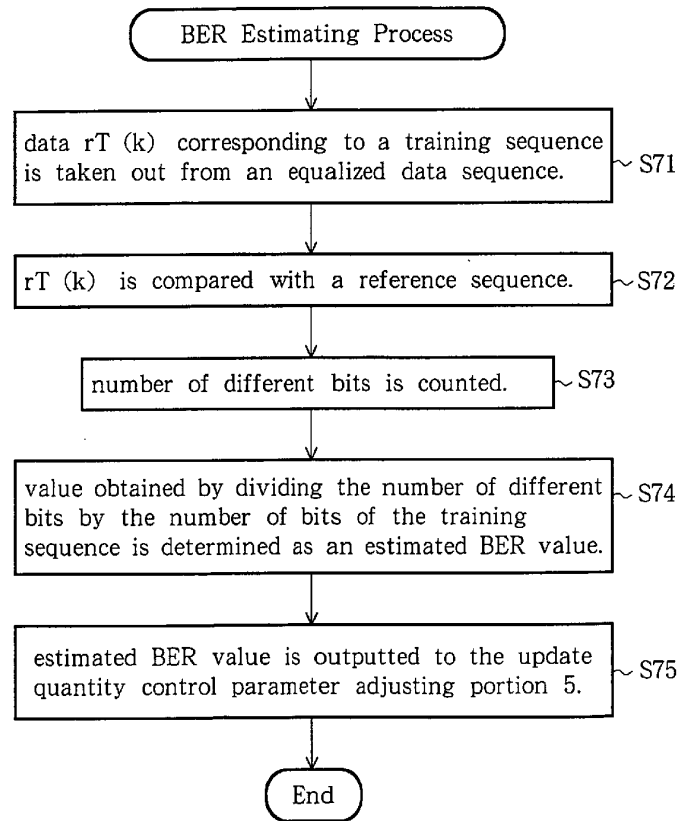 BER Estimating Process
data rT (k) corresponding to a training sequence
is taken out from an equalized data sequence.
S71
rT (k) is compared with a reference sequence.
S72
number of different bits is counted.
S73
value obtained by dividing the number of different
bits by the number of bits of the training
sequence is determined as an estimated BER value.
S74
estimated BER value is outputted to the update
quantity control parameter adjusting portion 5.
S75
End